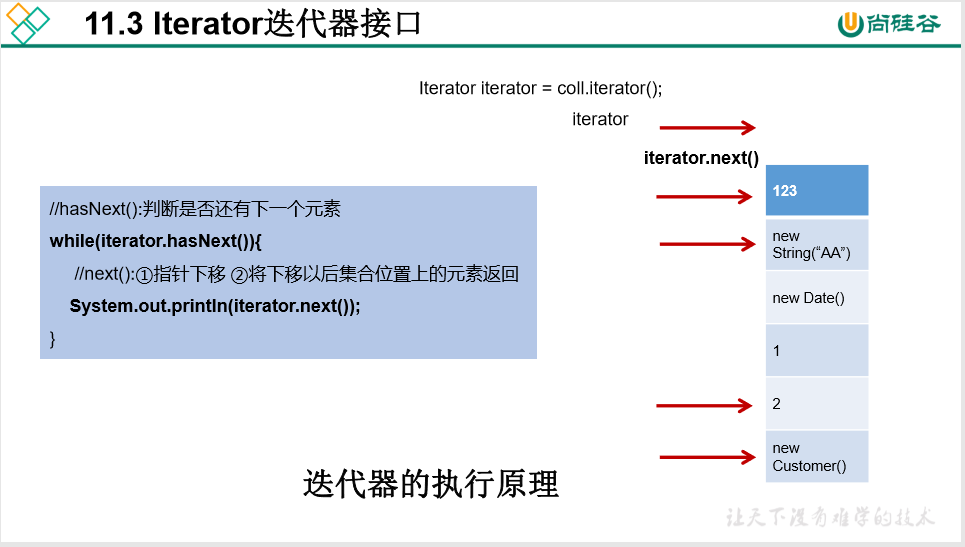 11.3 Iterator迭代器接口
尚硅谷
Iterator iterator = coll.iterator();
iterator
iterator.next()
//hasNext():判断是否还有下一个元素
while(iterator.hasNext()){
//next():①指针下移 ②将下移以后集合位置上的元素返回
System.out.println(iterator.next());
}
123
new
String(“AA”)
new Date()
1
2
new
Customer()
迭代器的执行原理
让天下没有难学的技术